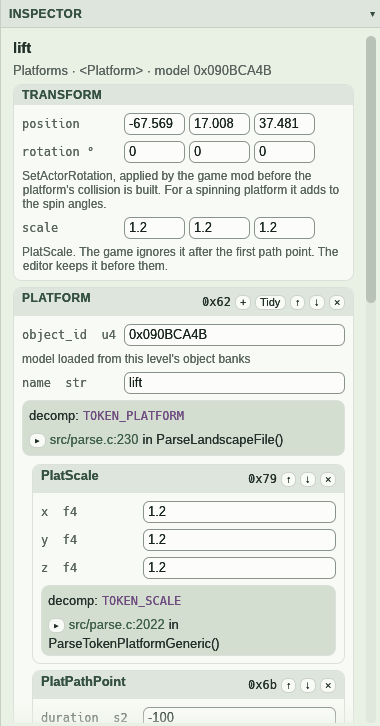 INSPECTOR ▾
lift
Platforms · <Platform> · model 0x090BCA4B
TRANSFORM
position -67.569 17.008 37.481
rotation ° 0 0 0
SetActorRotation, applied by the game mod before the
platform's collision is built. For a spinning platform it adds to
the spin angles.
scale 1.2 1.2 1.2
PlatScale. The game ignores it after the first path point. The
editor keeps it before them.
PLATFORM 0x62 + Tidy ↑ ↓ ×
object_id u4 0x090BCA4B
model loaded from this level's object banks
name str lift
decomp: TOKEN_PLATFORM
▸ src/parse.c:230 in ParseLandscapeFile()
PlatScale 0x79 ↑ ↓ ×
x f4 1.2
y f4 1.2
z f4 1.2
decomp: TOKEN_SCALE
▸ src/parse.c:2022 in
ParseTokenPlatformGeneric()
PlatPathPoint 0x6b ↑ ↓ ×
duration s2 -100